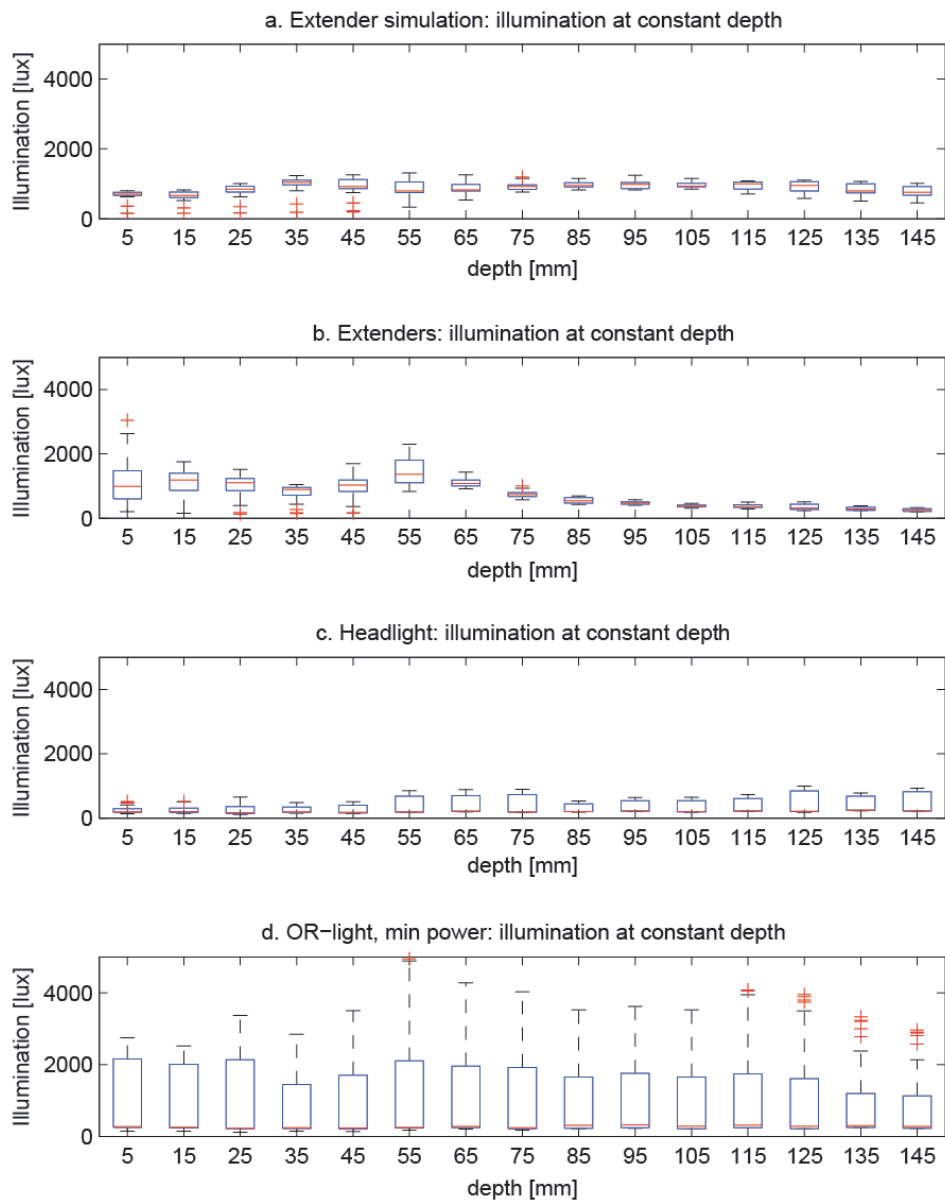 a. Extender simulation: illumination at constant depth
Illumination [lux]
4000
2000
0
5 15 25 35 45 55 65 75 85 95 105 115 125 135 145
depth [mm]
b. Extenders: illumination at constant depth
Illumination [lux]
4000
2000
0
5 15 25 35 45 55 65 75 85 95 105 115 125 135 145
depth [mm]
c. Headlight: illumination at constant depth
Illumination [lux]
4000
2000
0
5 15 25 35 45 55 65 75 85 95 105 115 125 135 145
depth [mm]
d. OR−light, min power: illumination at constant depth
Illumination [lux]
4000
2000
0
5 15 25 35 45 55 65 75 85 95 105 115 125 135 145
depth [mm]